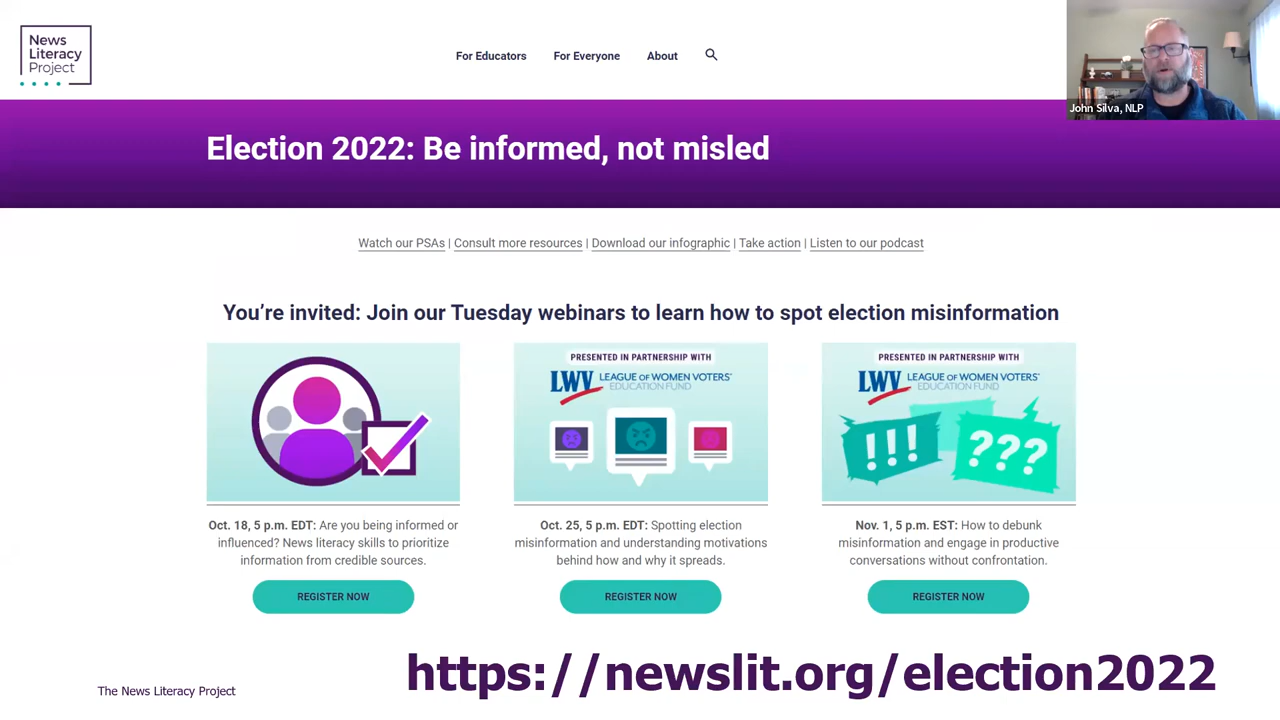 News
Literacy
Project
For Educators For Everyone About
John Silva, NLP
Election 2022: Be informed, not misled
Watch our PSAs | Consult more resources | Download our infographic | Take action | Listen to our podcast
You’re invited: Join our Tuesday webinars to learn how to spot election misinformation
PRESENTED IN PARTNERSHIP WITH
LWV LEAGUE OF WOMEN VOTERS'
EDUCATION FUND
PRESENTED IN PARTNERSHIP WITH
LWV LEAGUE OF WOMEN VOTERS'
EDUCATION FUND
!!! ???
Oct. 18, 5 p.m. EDT: Are you being informed or
influenced? News literacy skills to prioritize
information from credible sources.
REGISTER NOW
Oct. 25, 5 p.m. EDT: Spotting election
misinformation and understanding motivations
behind how and why it spreads.
REGISTER NOW
Nov. 1, 5 p.m. EST: How to debunk
misinformation and engage in productive
conversations without confrontation.
REGISTER NOW
The News Literacy Project
https://newslit.org/election2022